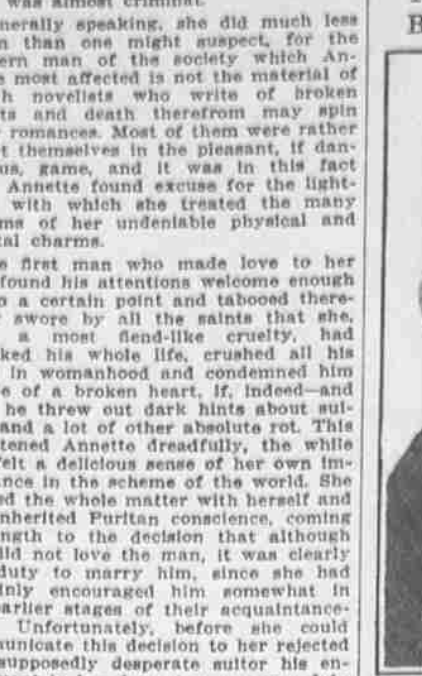 was almost criminal.
nerally speaking, she did much less
n than one might suspect, for the
ern man of the society which An-
e most affected is not the material of
h novelists who write of broken
ts and death therefrom may spin
romances. Most of them were rather
t themselves in the pleasant, if dan-
us, game, and it was in this fact
Annette found excuse for the light-
with which she treated the many
ms of her undeniable physical and
tal charms.
e first man who made love to her
found his attentions welcome enough
o a certain point and tabooed there-
swore by all the saints that she,
a most fiend-like cruelty, had
ked his whole life, crushed all his
in womanhood and condemned him
e of a broken heart, if, indeed—and
he threw out dark hints about sui-
and a lot of other absolute rot. This
tened Annette dreadfully, the while
felt a delicious sense of her own im-
ance in the scheme of the world. She
ed the whole matter with herself and
nherited Puritan conscience, coming
ngth to the decision that although
ld not love the man, it was clearly
duty to marry him, since she had
inly encouraged him somewhat in
earlier stages of their acquaintance-
Unfortunately, before she could
unicate this decision to her rejected
supposedly desperate suitor his en-
B